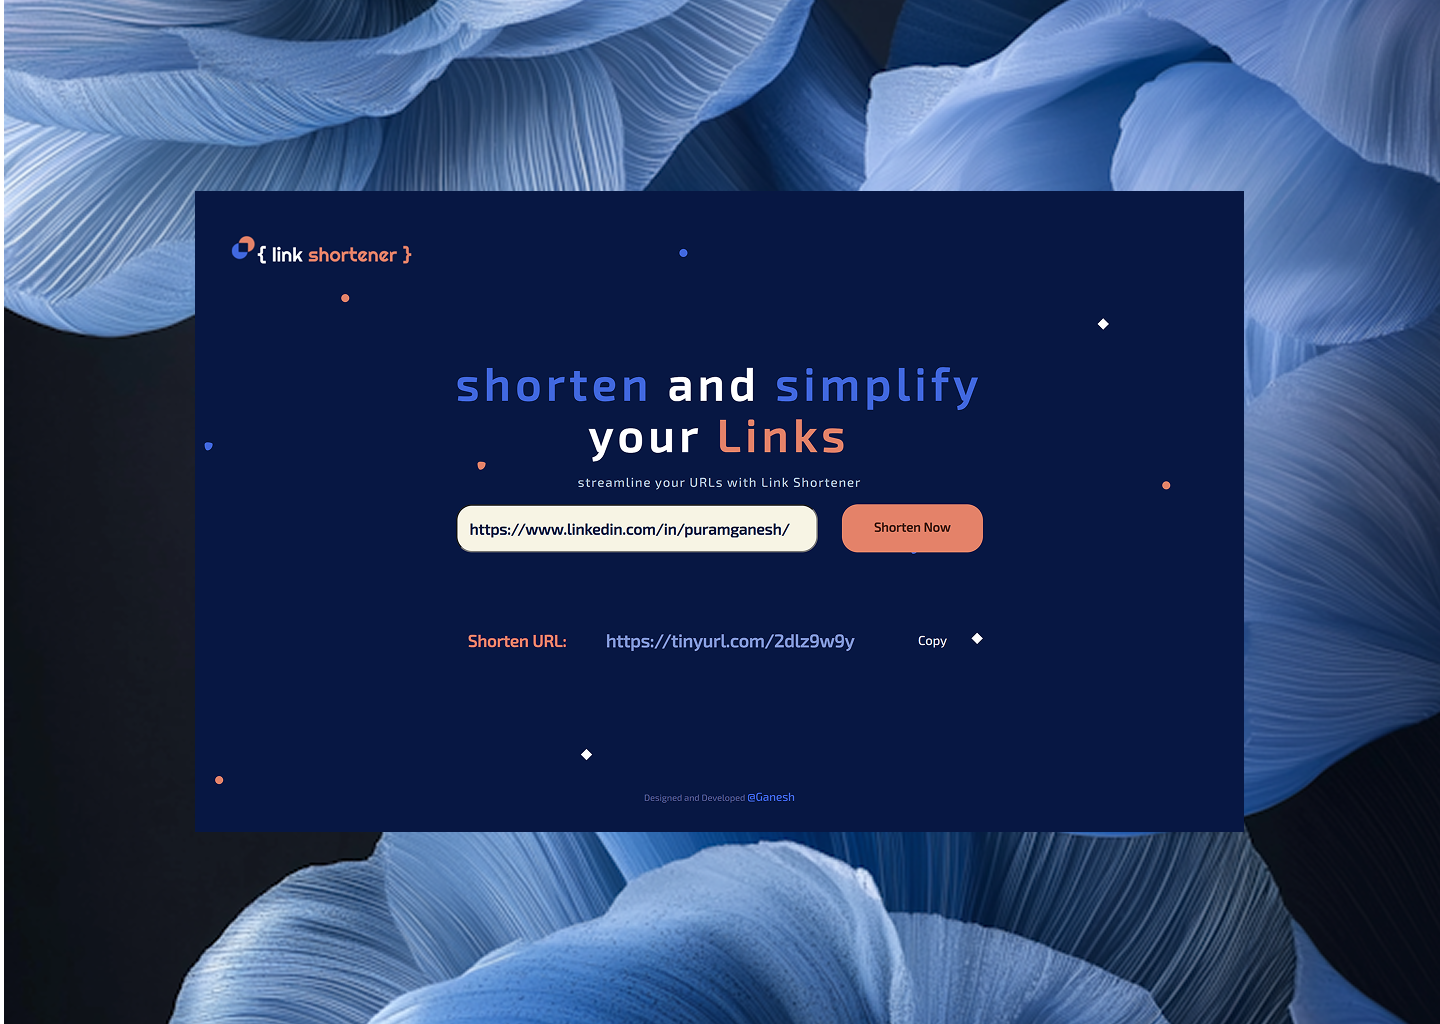 { link shortener }
shorten and simplify
your Links
streamline your URLs with Link Shortener
https://www.linkedin.com/in/puramganesh/
Shorten Now
Shorten URL: https://tinyurl.com/2dlz9w9y Copy
Designed and Developed @Ganesh